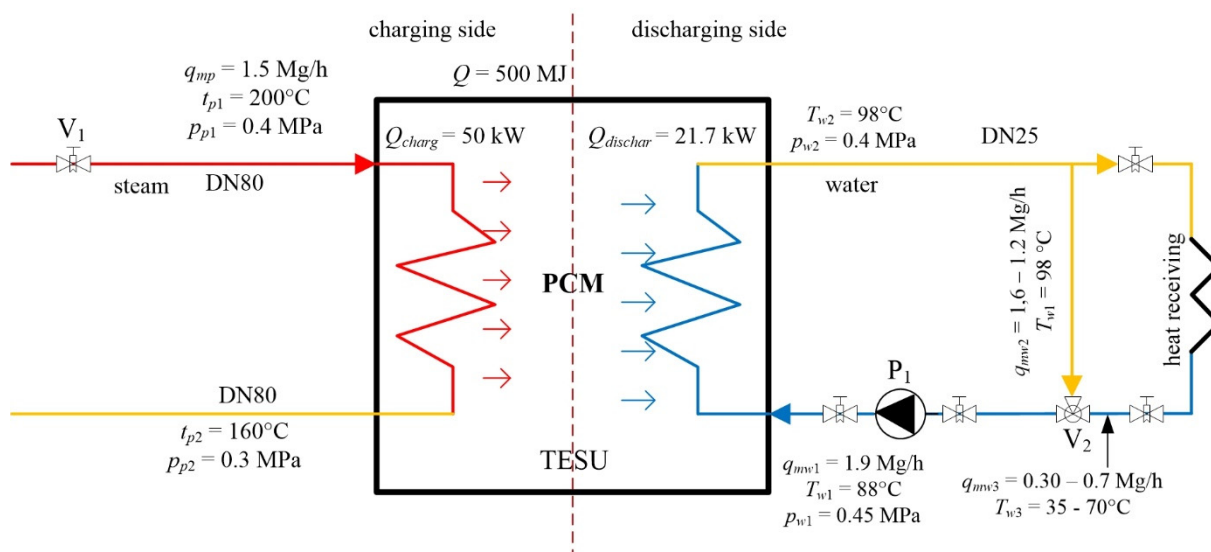 charging side
discharging side
q_mp = 1.5 Mg/h
t_p1 = 200°C
p_p1 = 0.4 MPa
Q = 500 MJ
V₁
steam
DN80
Q_charg = 50 kW
Q_dischar = 21.7 kW
T_w2 = 98°C
p_w2 = 0.4 MPa
DN25
water
PCM
q_mw2 = 1,6 – 1.2 Mg/h
T_w1 = 98 °C
heat receiving
P₁
V₂
DN80
t_p2 = 160°C
p_p2 = 0.3 MPa
TESU
q_mw1 = 1.9 Mg/h
T_w1 = 88°C
p_w1 = 0.45 MPa
q_mw3 = 0.30 – 0.7 Mg/h
T_w3 = 35 - 70°C